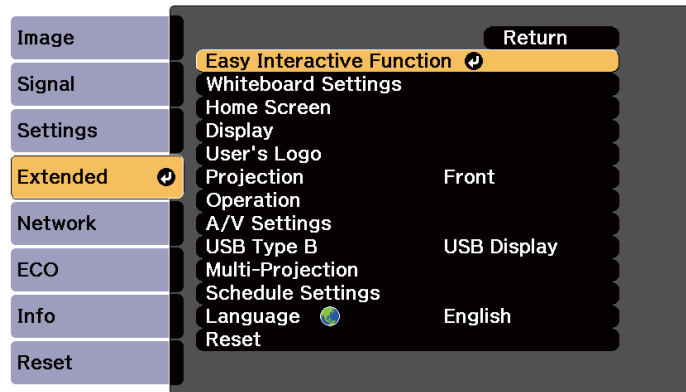 Image
Signal
Settings
Extended
Network
ECO
Info
Reset
Return
Easy Interactive Function
Whiteboard Settings
Home Screen
Display
User's Logo
Projection Front
Operation
A/V Settings
USB Type B USB Display
Multi-Projection
Schedule Settings
Language English
Reset